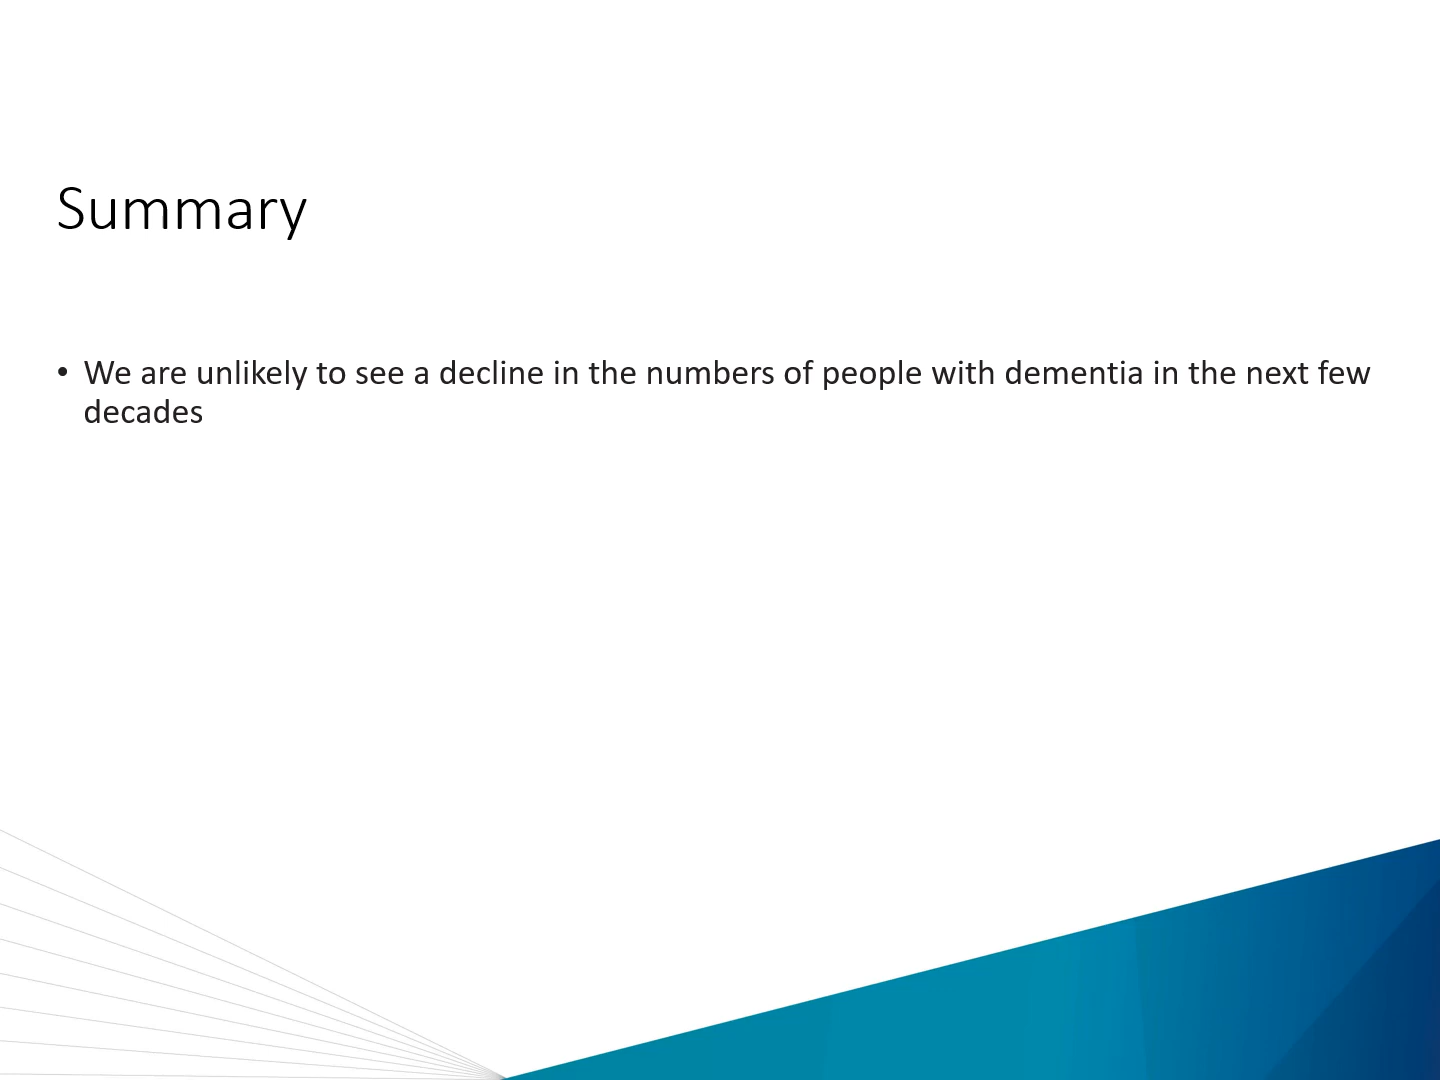 Summary
• We are unlikely to see a decline in the numbers of people with dementia in the next few
decades